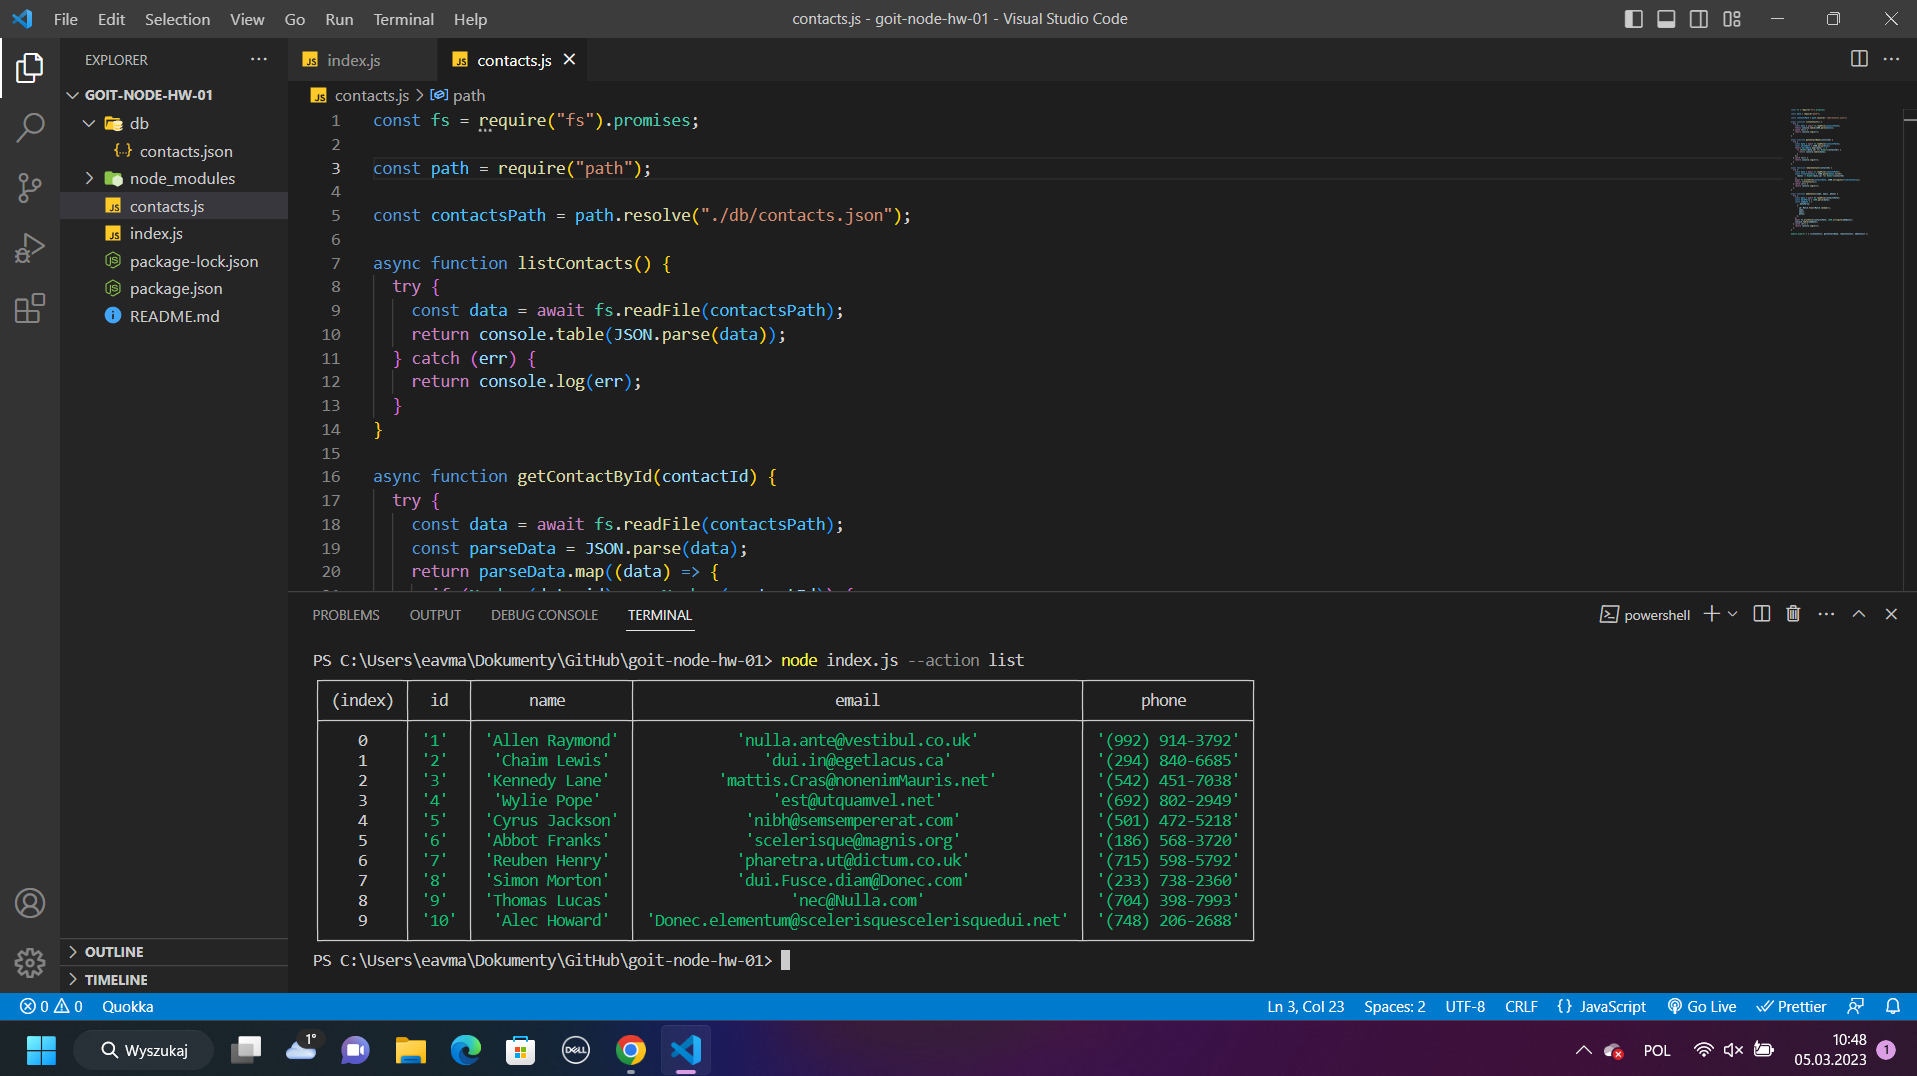 File Edit Selection View Go Run Terminal Help
contacts.js - goit-node-hw-01 - Visual Studio Code
EXPLORER
GOIT-NODE-HW-01
db
contacts.json
node_modules
contacts.js
index.js
package-lock.json
package.json
README.md
OUTLINE
TIMELINE
index.js
contacts.js
contacts.js > path
1 const fs = require("fs").promises;
2
3 const path = require("path");
4
5 const contactsPath = path.resolve("./db/contacts.json");
6
7 async function listContacts() {
8 try {
9 const data = await fs.readFile(contactsPath);
10 return console.table(JSON.parse(data));
11 } catch (err) {
12 return console.log(err);
13 }
14 }
15
16 async function getContactById(contactId) {
17 try {
18 const data = await fs.readFile(contactsPath);
19 const parseData = JSON.parse(data);
20 return parseData.map((data) => {
PROBLEMS OUTPUT DEBUG CONSOLE TERMINAL
powershell
PS C:\Users\eavma\Dokumenty\GitHub\goit-node-hw-01> node index.js --action list
(index) id name email phone
0 '1' 'Allen Raymond' 'nulla.ante@vestibul.co.uk' '(992) 914-3792'
1 '2' 'Chaim Lewis' 'dui.in@egetlacus.ca' '(294) 840-6685'
2 '3' 'Kennedy Lane' 'mattis.Cras@nonenimMauris.net' '(542) 451-7038'
3 '4' 'Wylie Pope' 'est@utquamvel.net' '(692) 802-2949'
4 '5' 'Cyrus Jackson' 'nibh@semsempererat.com' '(501) 472-5218'
5 '6' 'Abbot Franks' 'scelerisque@magnis.org' '(186) 568-3720'
6 '7' 'Reuben Henry' 'pharetra.ut@dictum.co.uk' '(715) 598-5792'
7 '8' 'Simon Morton' 'dui.Fusce.diam@Donec.com' '(233) 738-2360'
8 '9' 'Thomas Lucas' 'nec@Nulla.com' '(704) 398-7993'
9 '10' 'Alec Howard' 'Donec.elementum@scelerisquescelerisquedui.net' '(748) 206-2688'
PS C:\Users\eavma\Dokumenty\GitHub\goit-node-hw-01>
0 0 Quokka
Ln 3, Col 23 Spaces: 2 UTF-8 CRLF {} JavaScript Go Live Prettier
Wyszukaj
1°
DELL
POL
10:48
05.03.2023
1